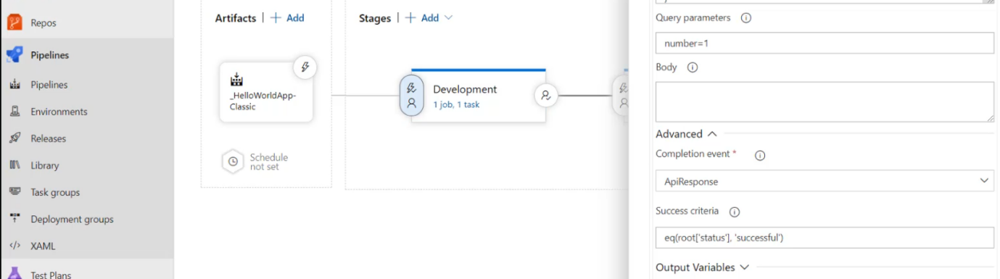 Repos
Pipelines
Pipelines
Environments
Releases
Library
Task groups
Deployment groups
XAML
Test Plans
Artifacts | + Add
_HelloWorldApp-
Classic
Schedule
not set
Stages | + Add
Development
1 job, 1 task
Query parameters
number=1
Body
Advanced
Completion event *
ApiResponse
Success criteria
eq(root['status'], 'successful')
Output Variables